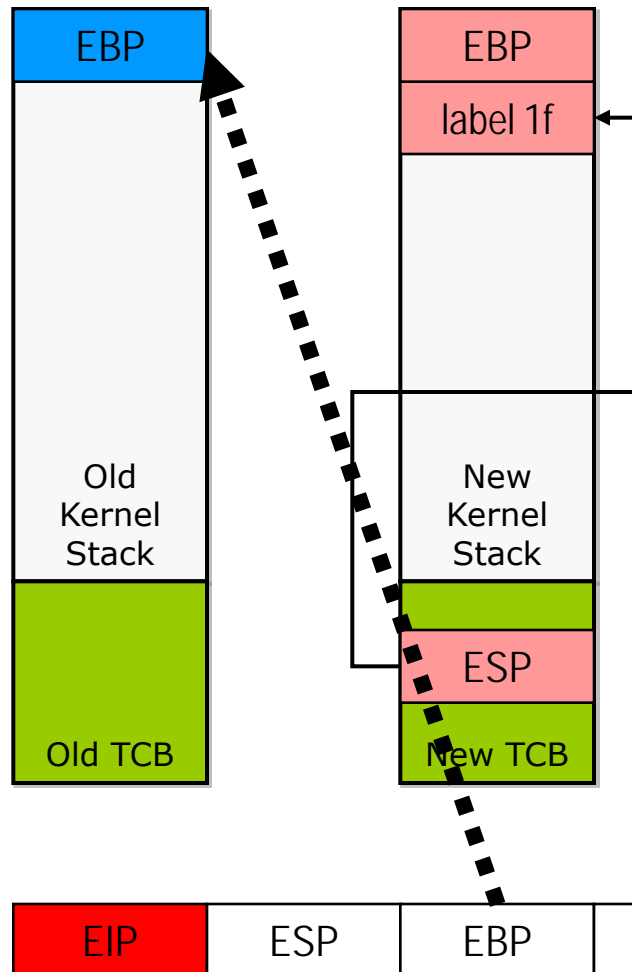 EBP
EBP
label 1f
Old
Kernel
Stack
New
Kernel
Stack
ESP
Old TCB
New TCB
EIP
ESP
EBP